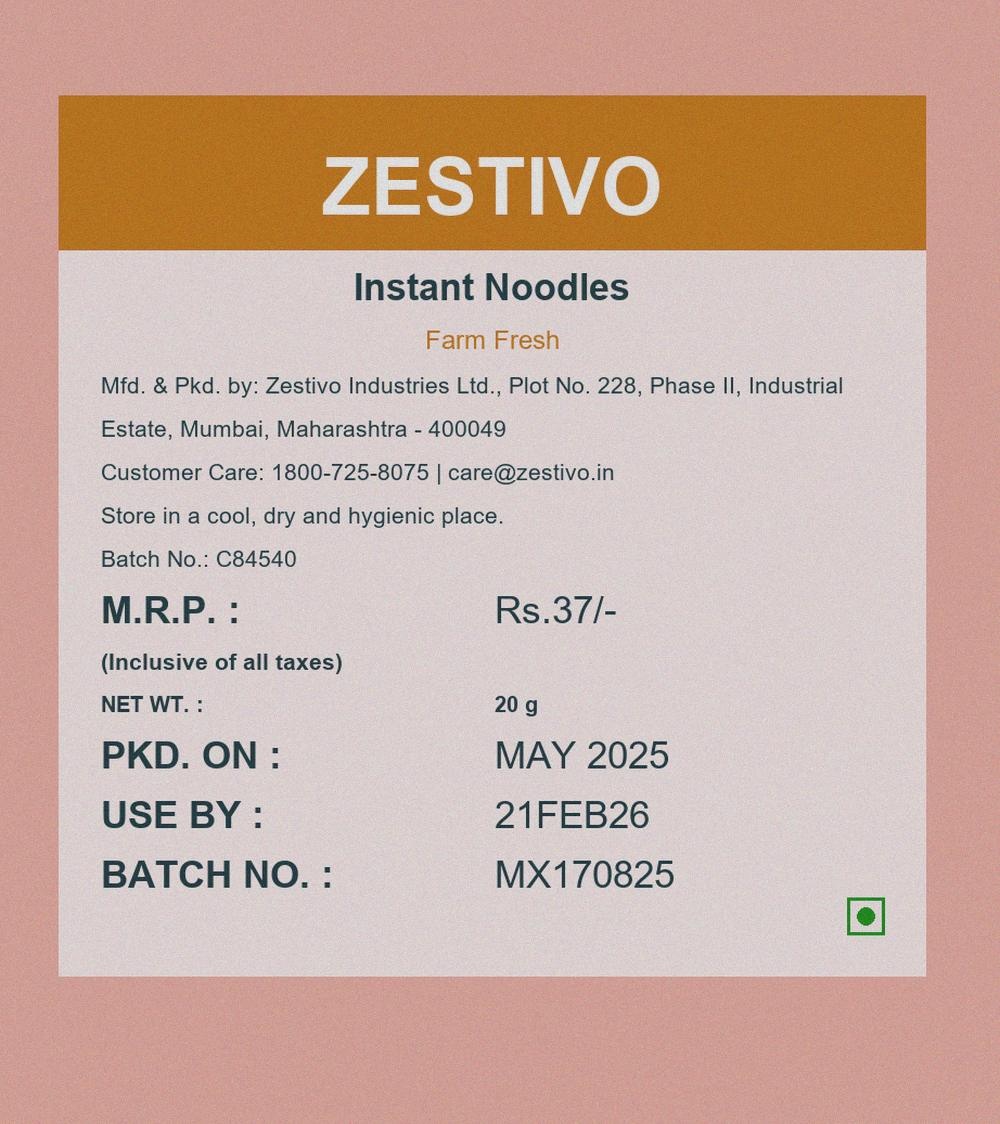 ZESTIVO
Instant Noodles
Farm Fresh
Mfd. & Pkd. by: Zestivo Industries Ltd., Plot No. 228, Phase II, Industrial
Estate, Mumbai, Maharashtra - 400049
Customer Care: 1800-725-8075 | care@zestivo.in
Store in a cool, dry and hygienic place.
Batch No.: C84540
M.R.P. : Rs.37/-
(Inclusive of all taxes)
NET WT. : 20 g
PKD. ON : MAY 2025
USE BY : 21FEB26
BATCH NO. : MX170825